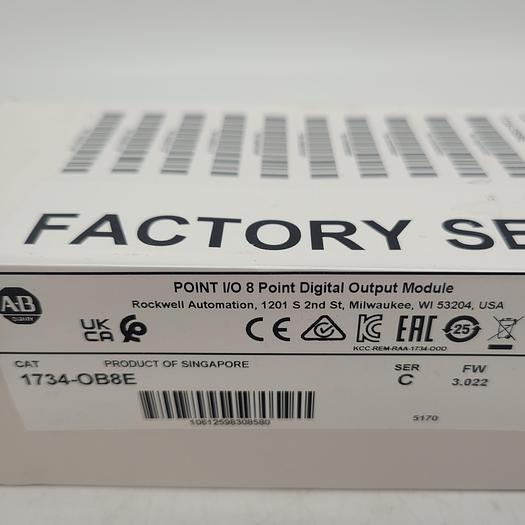 FACTORY SE
AB
QUALITY
POINT I/O 8 Point Digital Output Module
Rockwell Automation, 1201 S 2nd St, Milwaukee, WI 53204, USA
UK
CA
CE
EAC
25
KCC-REM-RAA-1734-DOD
CAT
PRODUCT OF SINGAPORE
SER
FW
1734-OB8E
C
3.022
10612598308580
5170